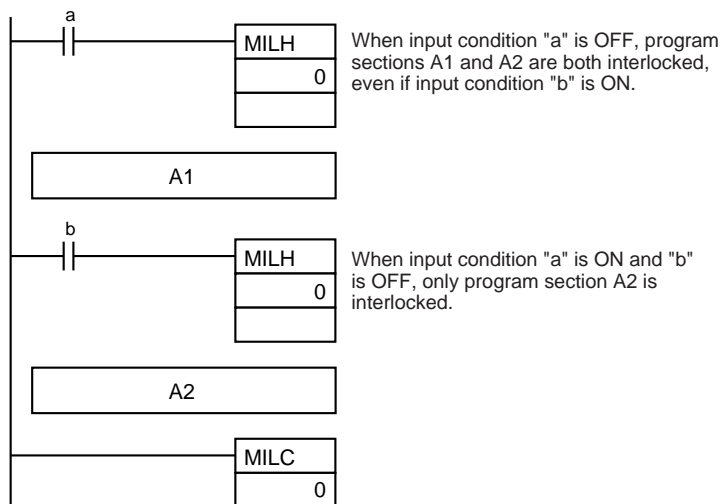 a
MILH
0
When input condition "a" is OFF, program
sections A1 and A2 are both interlocked,
even if input condition "b" is ON.
A1
b
MILH
0
When input condition "a" is ON and "b"
is OFF, only program section A2 is
interlocked.
A2
MILC
0